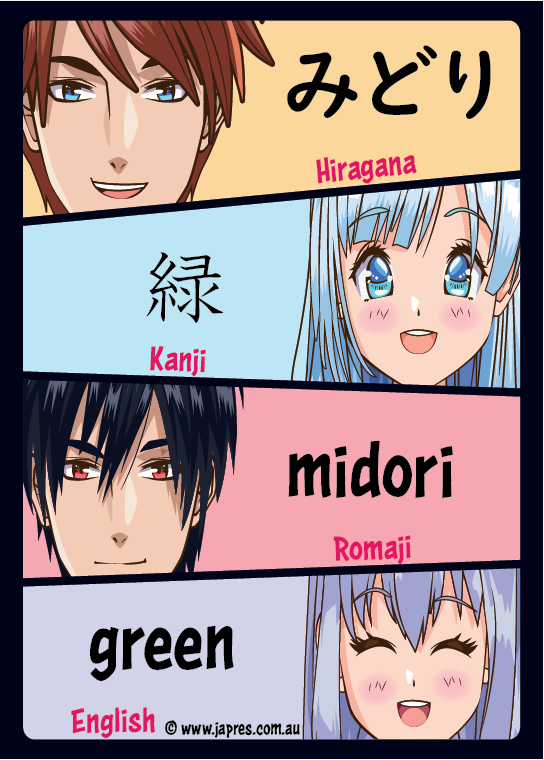 みどり
Hiragana
緑
Kanji
midori
Romaji
green
English © www.japres.com.au